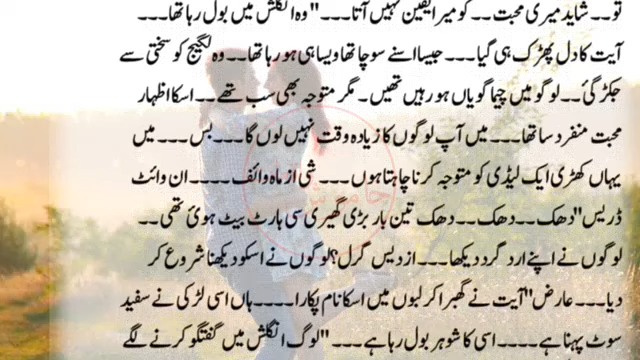 تو۔۔ شاید میری محبت۔۔ کو میرا یقین نہیں آتا۔۔۔ "وہ انگلش میں بول رہا تھا۔۔۔
آیت کا دل پھڑک ہی گیا۔۔۔ جیسا اسنے سوچا تھا ویسا ہی ہو رہا تھا۔۔ وہ لگیج کو سختی سے
جکڑ گئ۔۔ لوگو میں چیما گویاں ہو رہیں تھیں۔ مگر متوجہ بھی سب تھے۔۔ اسکا اظہار
محبت منفرد سا تھا۔۔۔ میں آپ لوگوں کا زیادہ وقت نہیں لوں گا۔۔۔ بس۔۔۔ میں
یہاں کھڑی ایک لیڈی کو متوجہ کرنا چاہتا ہوں۔۔۔ شی از ماہ وائف۔۔۔۔ ان وائٹ
ڈریس" دھک۔۔ دھک۔۔ دھک تین بار بڑی گہیری سی ہارٹ بیٹ ہوئ تھی۔۔
لوگوں نے اپنے ارد گرد دیکھا۔۔۔ از دیس گرل؟ لوگوں نے اسکو دیکھنا شروع کر
دیا۔۔۔ عارض" آیت نے گھبرا کر لبوں میں اسکا نام پکارا۔۔۔۔ ہاں اسی لڑکی نے سفید
سوٹ پہنا ہے۔۔۔۔ اسی کا شوہر بول رہا ہے۔۔۔ "لوگ انگلش میں گفتگو کرنے لگے